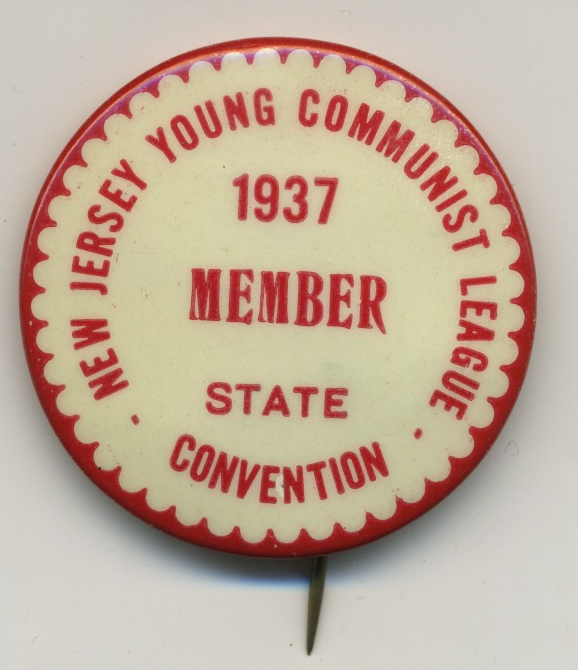 NEW JERSEY YOUNG COMMUNIST LEAGUE
1937
MEMBER
STATE
CONVENTION